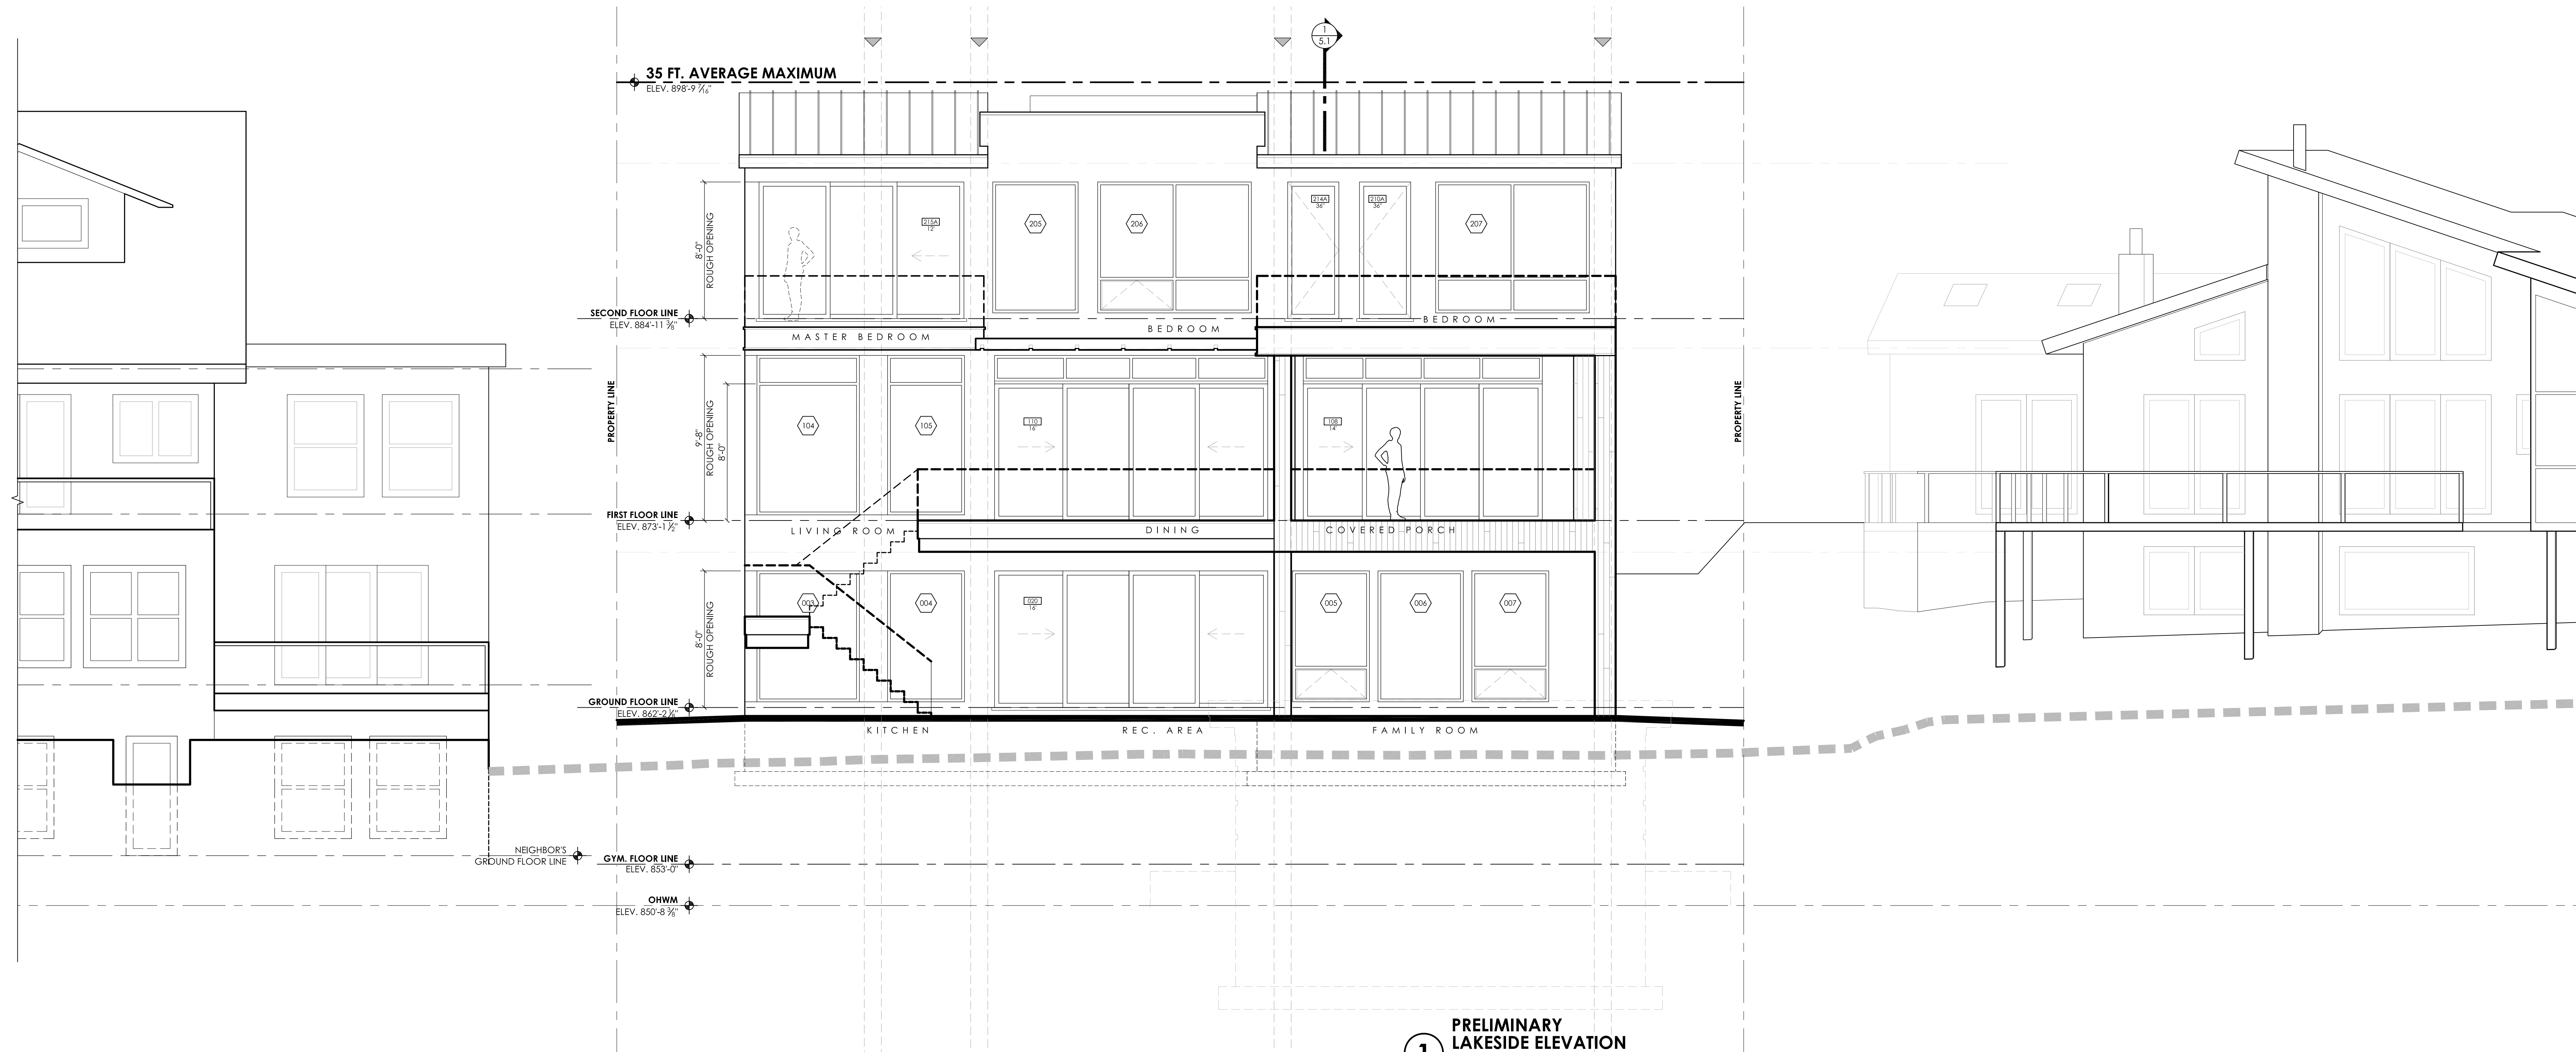 1
5.1
35 FT. AVERAGE MAXIMUM
ELEV. 898'-9 7/16"
8'-0"
ROUGH OPENING
215A
12'
205
206
214A
36"
210A
36"
207
SECOND FLOOR LINE
ELEV. 884'-11 3/8"
MASTER BEDROOM
BEDROOM
BEDROOM
PROPERTY LINE
9'-8"
ROUGH OPENING
8'-0"
104
105
110
16'
108
14'
PROPERTY LINE
FIRST FLOOR LINE
ELEV. 873'-1 1/2"
LIVING ROOM
DINING
COVERED PORCH
8'-0"
ROUGH OPENING
003
004
020
16'
005
006
007
GROUND FLOOR LINE
ELEV. 862'-2
KITCHEN
REC. AREA
FAMILY ROOM
NEIGHBOR'S
GROUND FLOOR LINE
GYM. FLOOR LINE
ELEV. 853'-0"
OHWM
ELEV. 850'-8 3/8"
PRELIMINARY
LAKESIDE ELEVATION
1